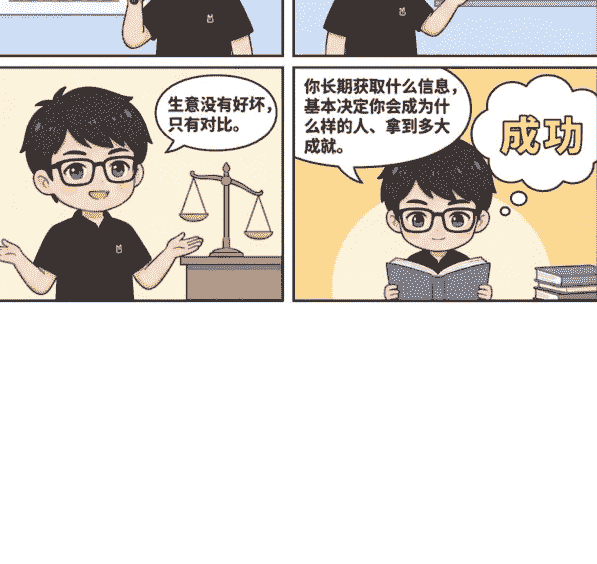 生意没有好坏，
只有对比。
你长期获取什么信息，
基本决定你会成为什
么样的人、拿到多大
成就。
成功